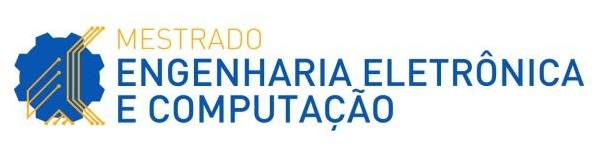 MESTRADO
ENGENHARIA ELETRÔNICA
E COMPUTAÇÃO